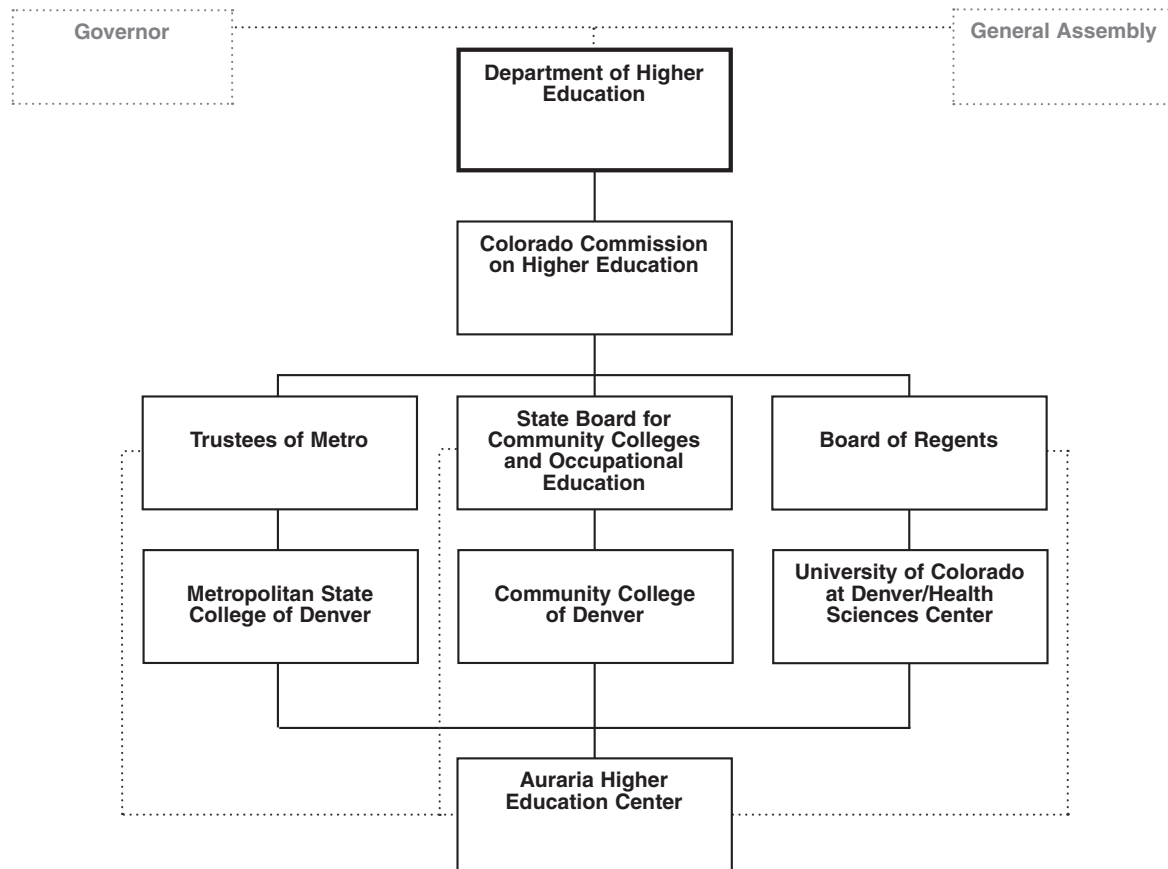 Governor
General Assembly
Department of Higher
Education
Colorado Commission
on Higher Education
Trustees of Metro
State Board for
Community Colleges
and Occupational
Education
Board of Regents
Metropolitan State
College of Denver
Community College
of Denver
University of Colorado
at Denver/Health
Sciences Center
Auraria Higher
Education Center